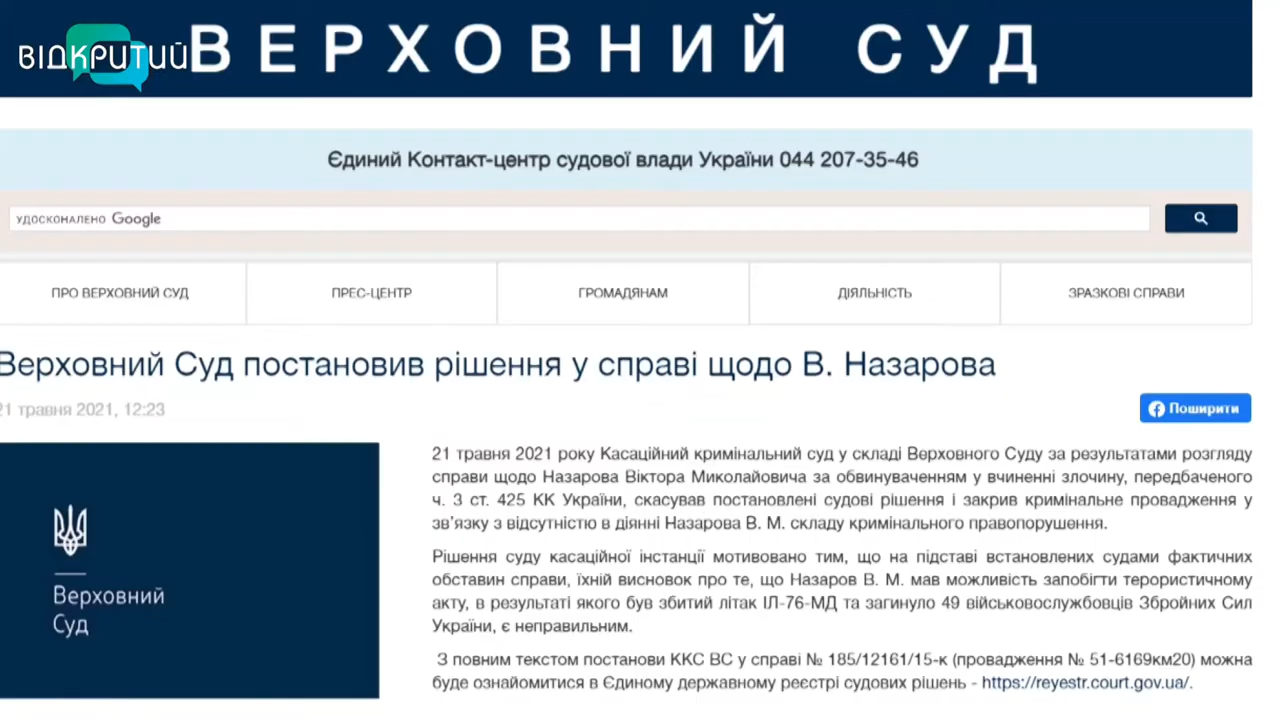 ВІДКРИТИЙ
ВЕРХОВНИЙ СУД
Єдиний Контакт-центр судової влади України 044 207-35-46
УДОСКОНАЛЕНО Google
ПРО ВЕРХОВНИЙ СУД
ПРЕС-ЦЕНТР
ГРОМАДЯНАМ
ДІЯЛЬНІСТЬ
ЗРАЗКОВІ СПРАВИ
Верховний Суд постановив рішення у справі щодо В. Назарова
21 травня 2021, 12:23
Поширити
Верховний
Суд
21 травня 2021 року Касаційний кримінальний суд у складі Верховного Суду за результатами розгляду
справи щодо Назарова Віктора Миколайовича за обвинуваченням у вчиненні злочину, передбаченого
ч. 3 ст. 425 КК України, скасував постановлені судові рішення і закрив кримінальне провадження у
зв'язку з відсутністю в діянні Назарова В. М. складу кримінального правопорушення.
Рішення суду касаційної інстанції мотивовано тим, що на підставі встановлених судами фактичних
обставин справи, їхній висновок про те, що Назаров В. М. мав можливість запобігти терористичному
акту, в результаті якого був збитий літак ІЛ-76-МД та загинуло 49 військовослужбовців Збройних Сил
України, є неправильним.
З повним текстом постанови ККС ВС у справі № 185/12161/15-к (провадження № 51-6169км20) можна
буде ознайомитися в Єдиному державному реєстрі судових рішень - https://reyestr.court.gov.ua/.